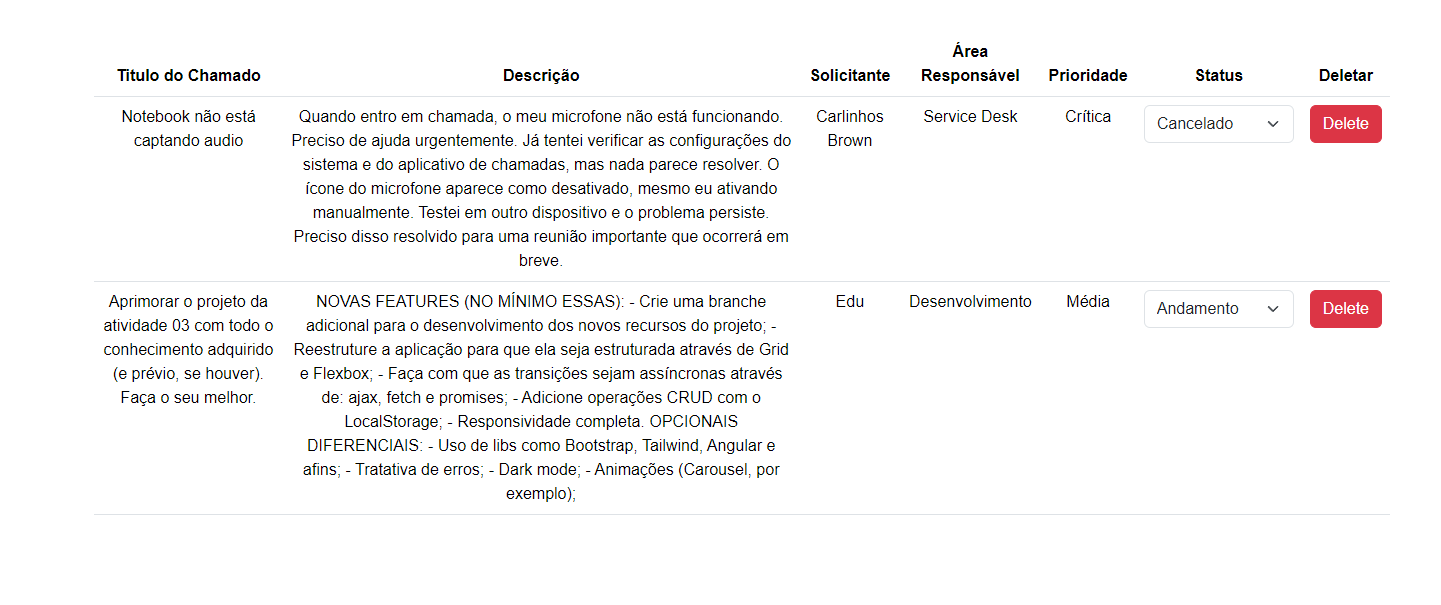 Titulo do Chamado
Descrição
Solicitante
Área
Responsável
Prioridade
Status
Deletar
Notebook não está
captando audio
Quando entro em chamada, o meu microfone não está funcionando.
Preciso de ajuda urgentemente. Já tentei verificar as configurações do
sistema e do aplicativo de chamadas, mas nada parece resolver. O
ícone do microfone aparece como desativado, mesmo eu ativando
manualmente. Testei em outro dispositivo e o problema persiste.
Preciso disso resolvido para uma reunião importante que ocorrerá em
breve.
Carlinhos
Brown
Service Desk
Crítica
Cancelado
Delete
Aprimorar o projeto da
atividade 03 com todo o
conhecimento adquirido
(e prévio, se houver).
Faça o seu melhor.
NOVAS FEATURES (NO MÍNIMO ESSAS): - Crie uma branche
adicional para o desenvolvimento dos novos recursos do projeto; -
Reestruture a aplicação para que ela seja estruturada através de Grid
e Flexbox; - Faça com que as transições sejam assíncronas através
de: ajax, fetch e promises; - Adicione operações CRUD com o
LocalStorage; - Responsividade completa. OPCIONAIS
DIFERENCIAIS: - Uso de libs como Bootstrap, Tailwind, Angular e
afins; - Tratativa de erros; - Dark mode; - Animações (Carousel, por
exemplo);
Edu
Desenvolvimento
Média
Andamento
Delete